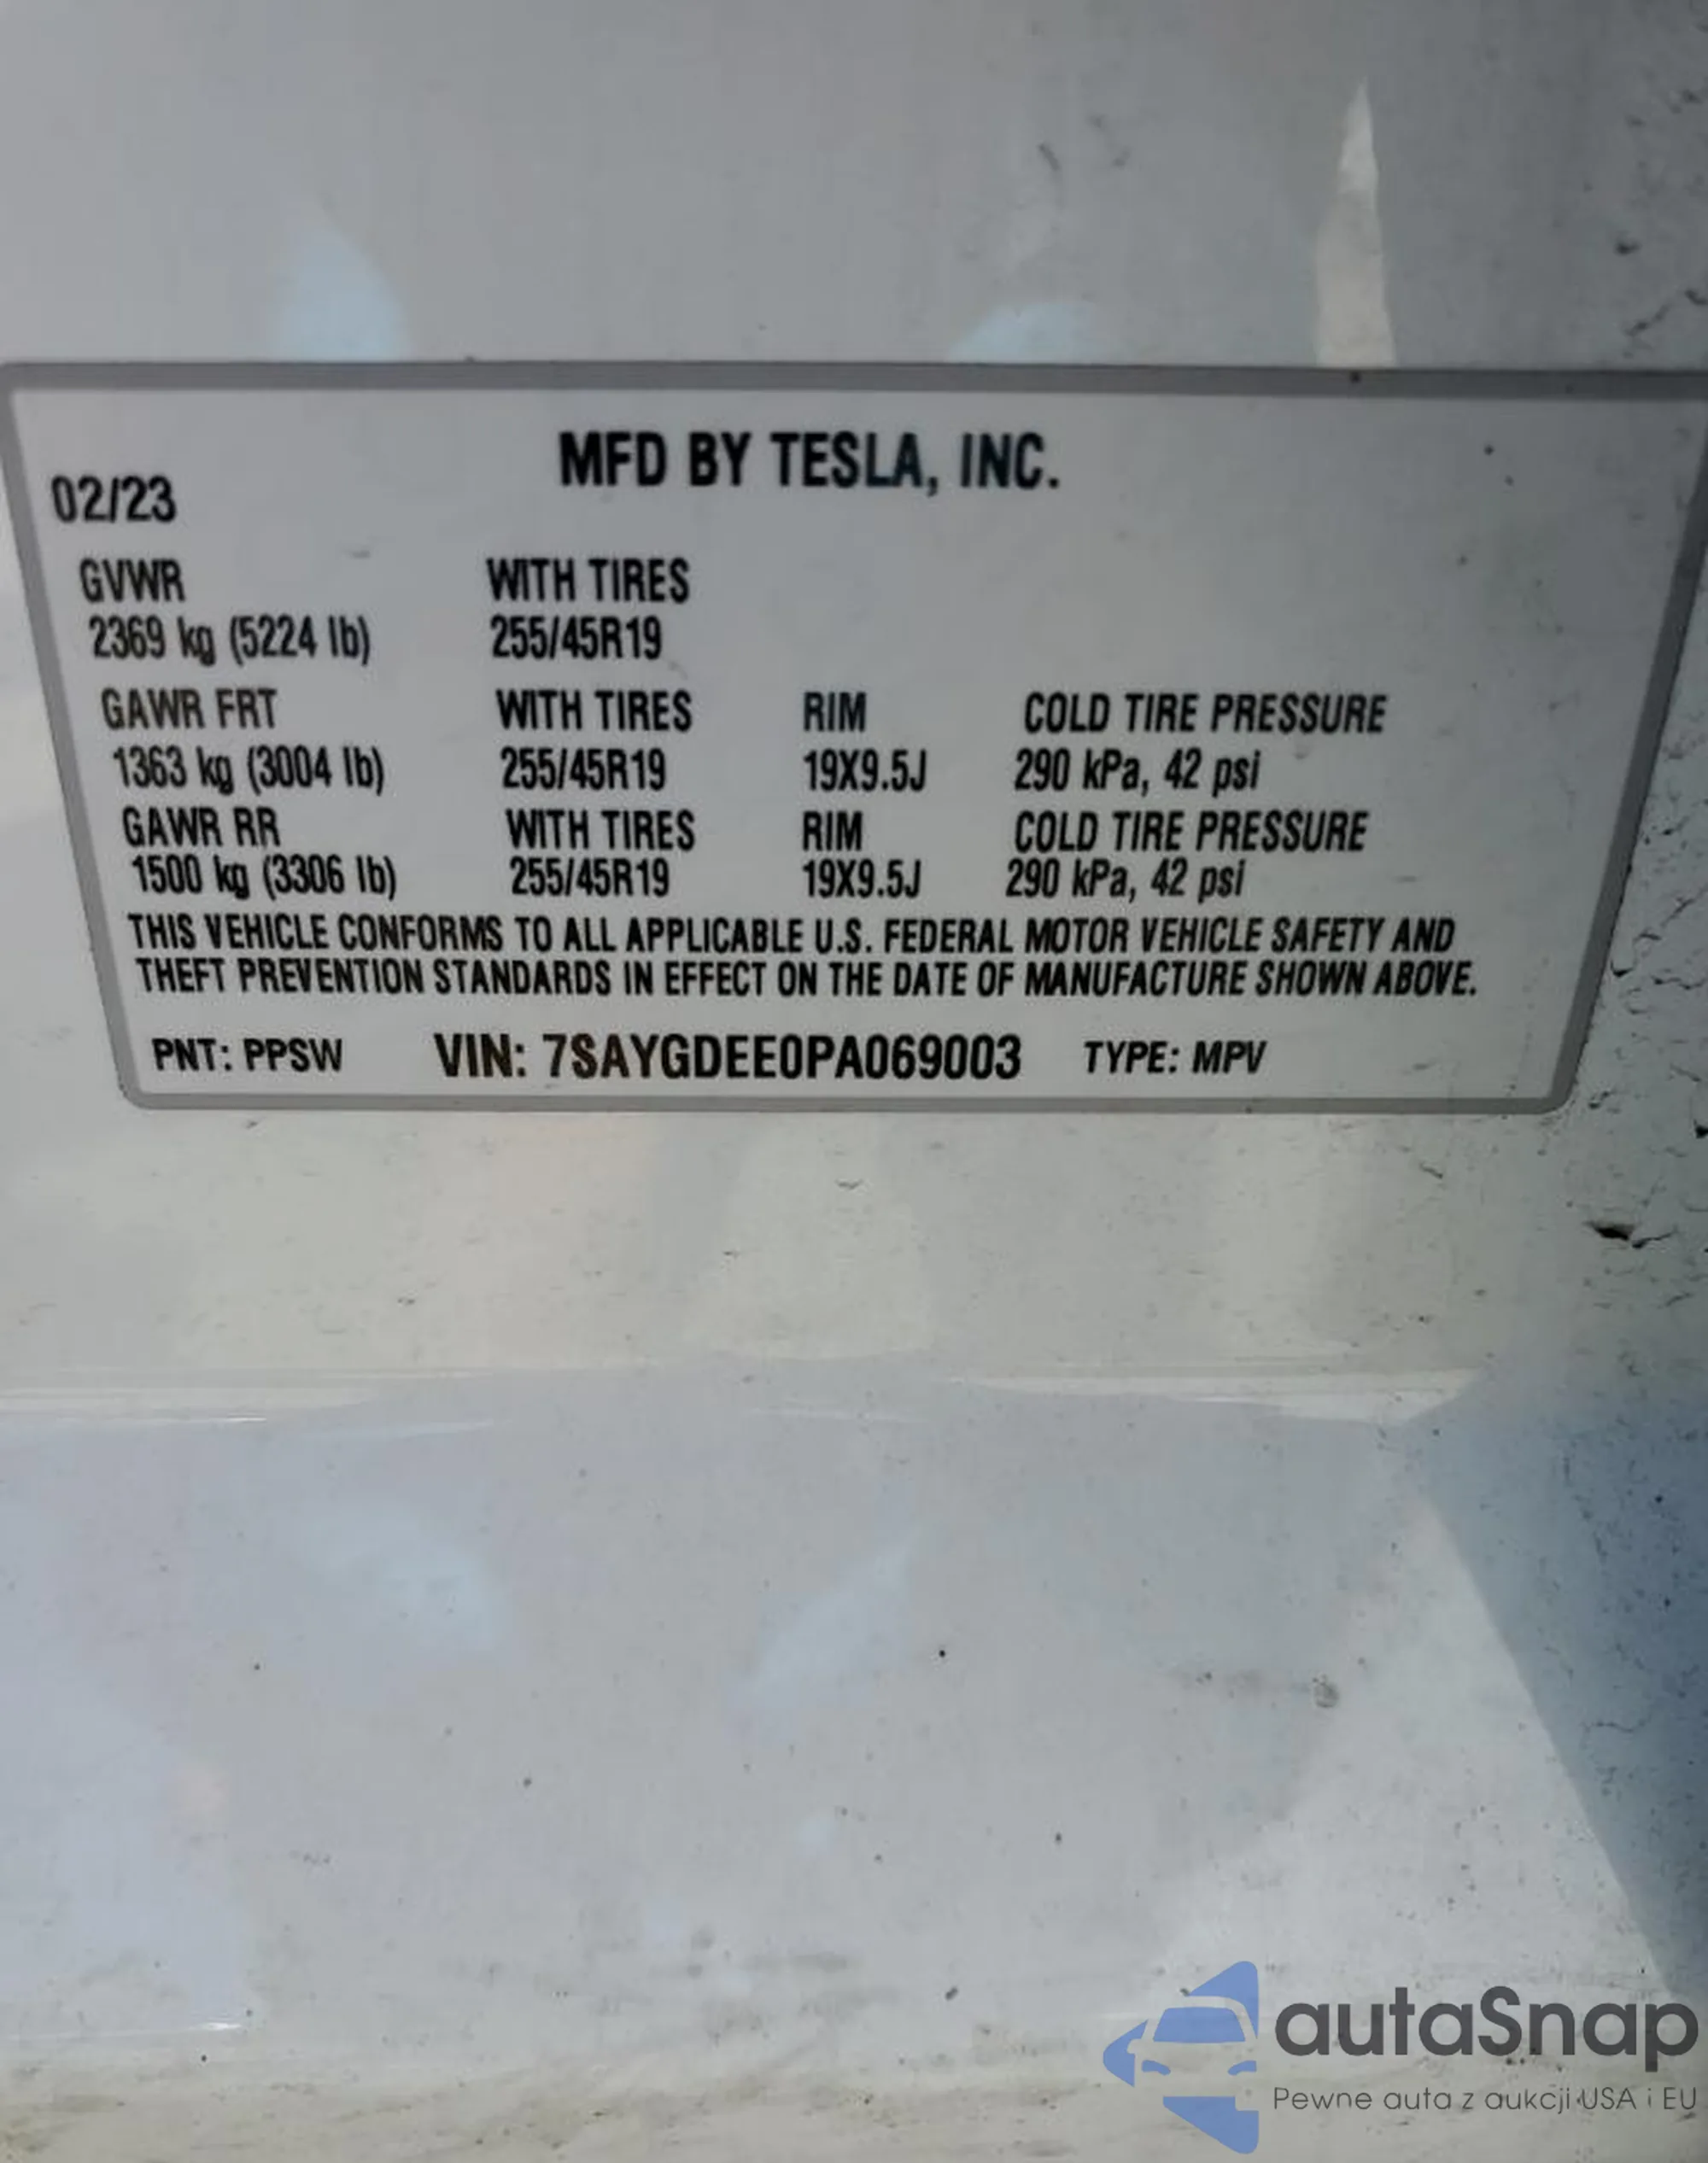 MFD BY TESLA, INC.
02/23
GVWR WITH TIRES
2369 kg (5224 lb) 255/45R19
GAWR FRT WITH TIRES RIM COLD TIRE PRESSURE
1363 kg (3004 lb) 255/45R19 19X9.5J 290 kPa, 42 psi
GAWR RR WITH TIRES RIM COLD TIRE PRESSURE
1500 kg (3306 lb) 255/45R19 19X9.5J 290 kPa, 42 psi
THIS VEHICLE CONFORMS TO ALL APPLICABLE U.S. FEDERAL MOTOR VEHICLE SAFETY AND
THEFT PREVENTION STANDARDS IN EFFECT ON THE DATE OF MANUFACTURE SHOWN ABOVE.
PNT: PPSW VIN: 7SAYGDEE0PA069003 TYPE: MPV
autaSnap
Pewne auta z aukcji USA i EU